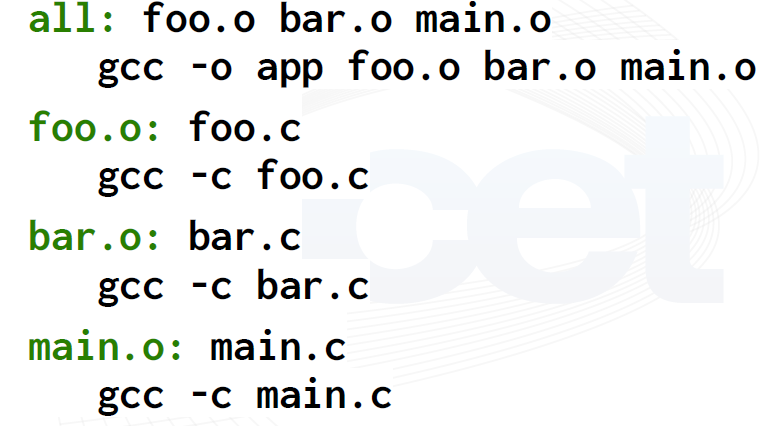 all: foo.o bar.o main.o
gcc -o app foo.o bar.o main.o
foo.o: foo.c
gcc -c foo.c
bar.o: bar.c
gcc -c bar.c
main.o: main.c
gcc -c main.c
cet